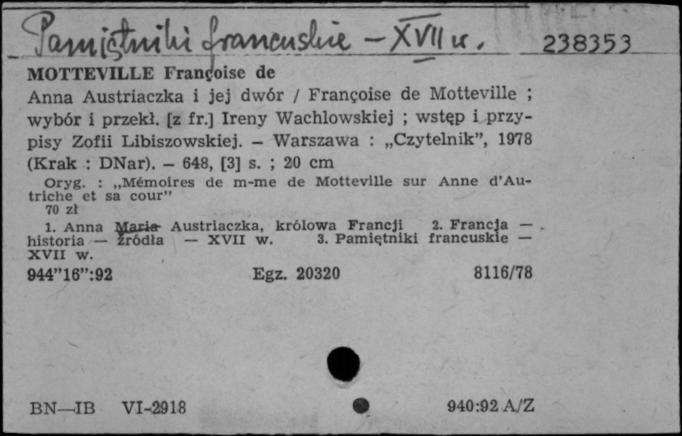 Pamiętniki francuskie – XVII w. 238353
MOTTEVILLE Françoise de
Anna Austriaczka i jej dwór / Françoise de Motteville ;
wybór i przekł. [z fr.] Ireny Wachlowskiej ; wstęp i przy-
pisy Zofii Libiszowskiej. – Warszawa : „Czytelnik”, 1978
(Krak : DNar). – 648, [3] s. ; 20 cm
Oryg. : „Mémoires de m-me de Motteville sur Anne d'Au-
triche et sa cour”
70 zł
1. Anna Maria Austriaczka, królowa Francji 2. Francja —
historia — źródła — XVII w. 3. Pamiętniki francuskie —
XVII w.
944”16”:92 Egz. 20320 8116/78
BN—IB VI-2918 940:92 A/Z